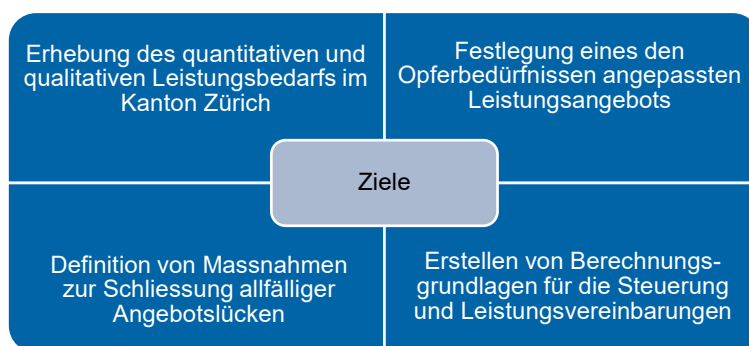 Erhebung des quantitativen und
qualitativen Leistungsbedarfs im
Kanton Zürich
Festlegung eines den
Opferbedürfnissen angepassten
Leistungsangebots
Ziele
Definition von Massnahmen
zur Schliessung allfälliger
Angebotslücken
Erstellen von Berechnungs-
grundlagen für die Steuerung
und Leistungsvereinbarungen